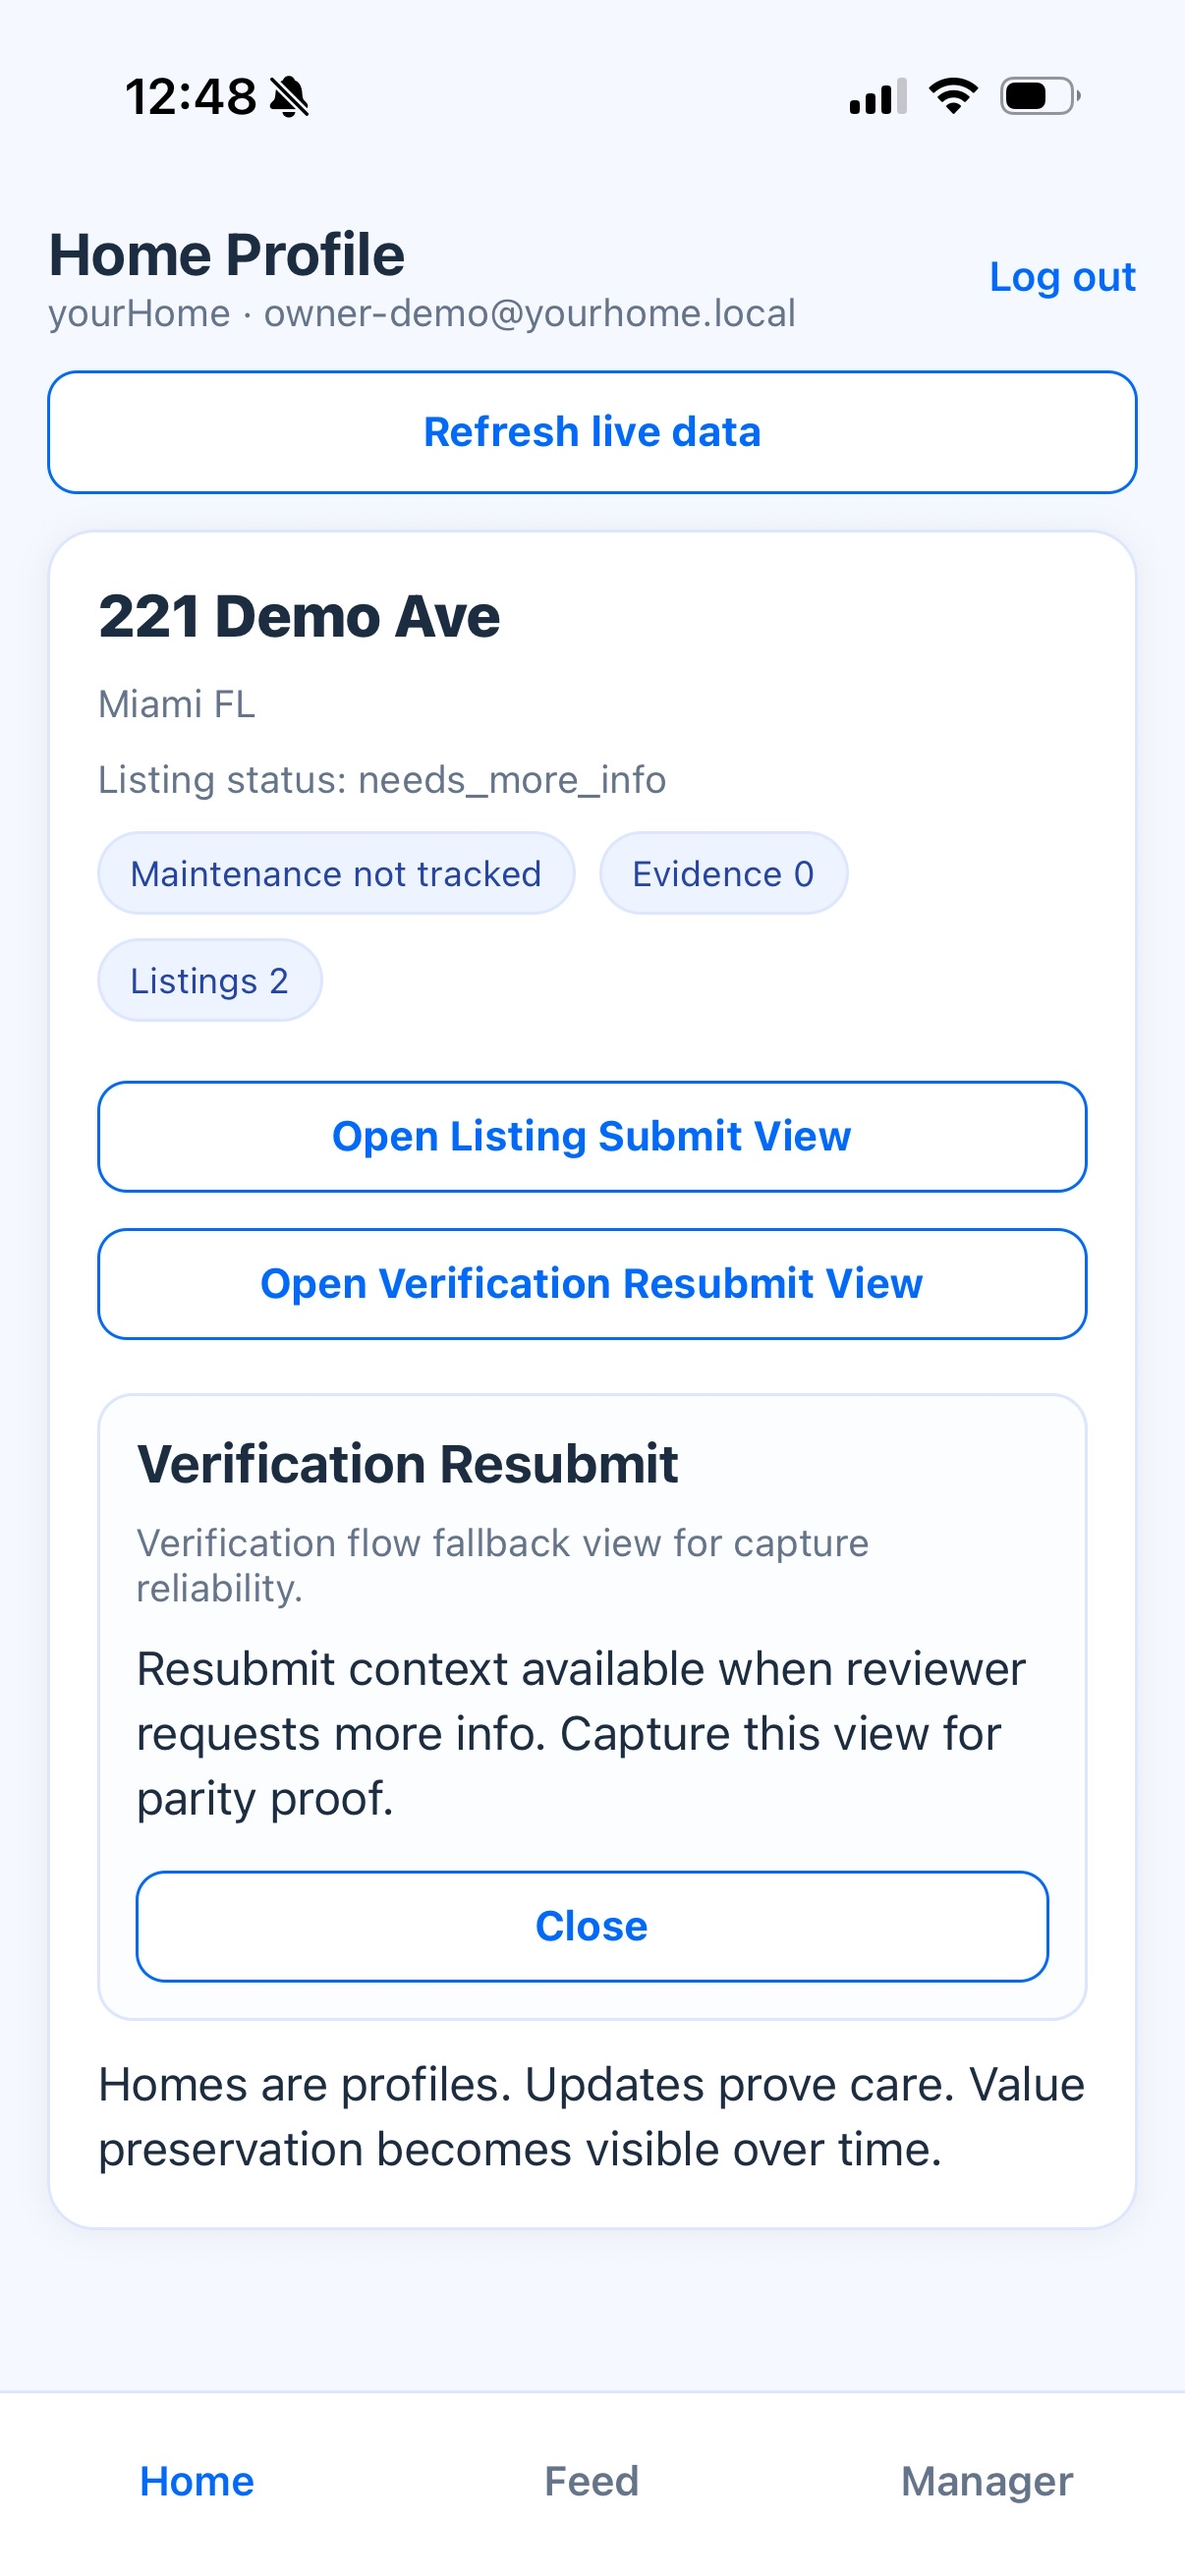 12:48
Home Profile
Log out
yourHome · owner-demo@yourhome.local
Refresh live data
221 Demo Ave
Miami FL
Listing status: needs_more_info
Maintenance not tracked
Evidence 0
Listings 2
Open Listing Submit View
Open Verification Resubmit View
Verification Resubmit
Verification flow fallback view for capture
reliability.
Resubmit context available when reviewer
requests more info. Capture this view for
parity proof.
Close
Homes are profiles. Updates prove care. Value
preservation becomes visible over time.
Home
Feed
Manager